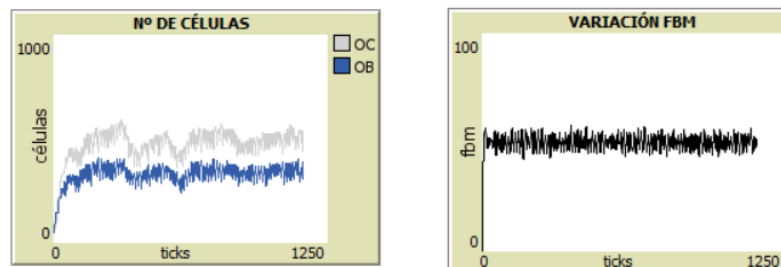 Nº DE CÉLULAS
1000
células
0
0
ticks
1250
OC
OB
VARIACIÓN FBM
100
fbm
0
0
ticks
1250